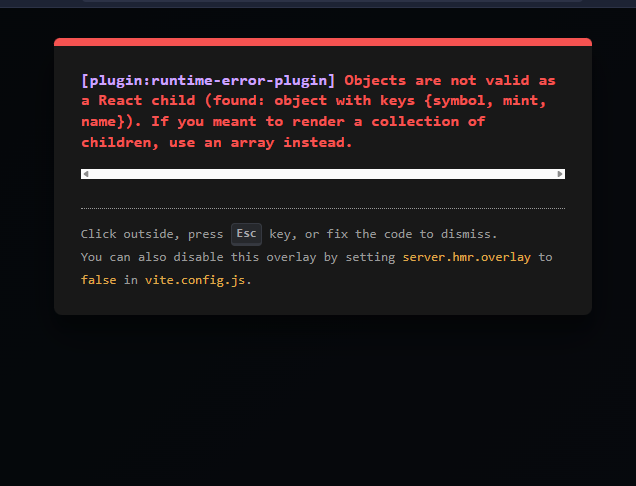 [plugin:runtime-error-plugin] Objects are not valid as
a React child (found: object with keys {symbol, mint,
name}). If you meant to render a collection of
children, use an array instead.
Click outside, press Esc key, or fix the code to dismiss.
You can also disable this overlay by setting server.hmr.overlay to
false in vite.config.js.